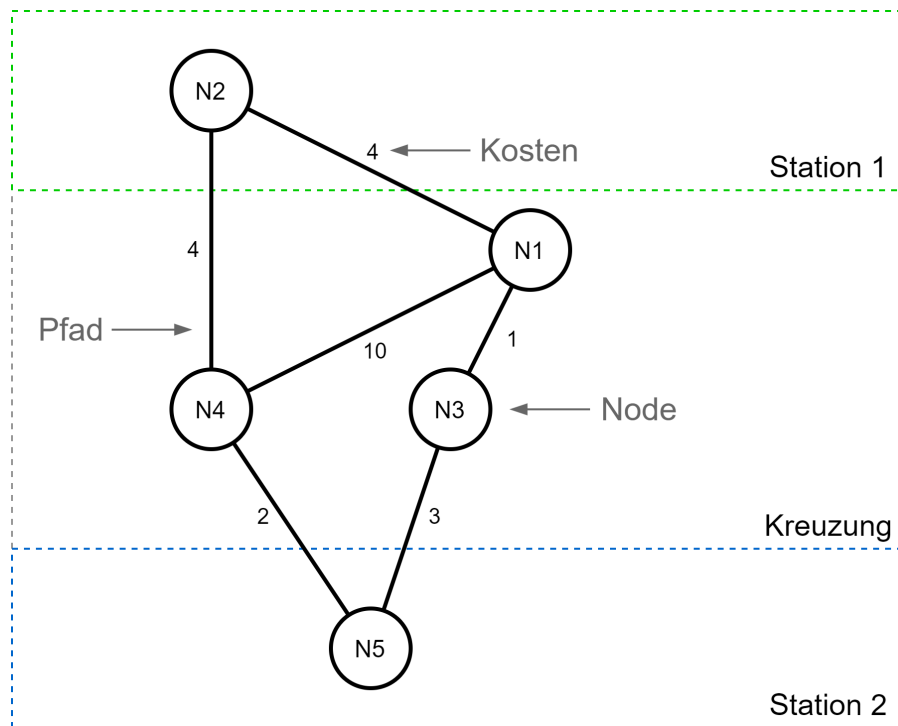 N2
4
Kosten
Station 1
4
N1
Pfad
10
1
N4
N3
Node
2
3
Kreuzung
N5
Station 2